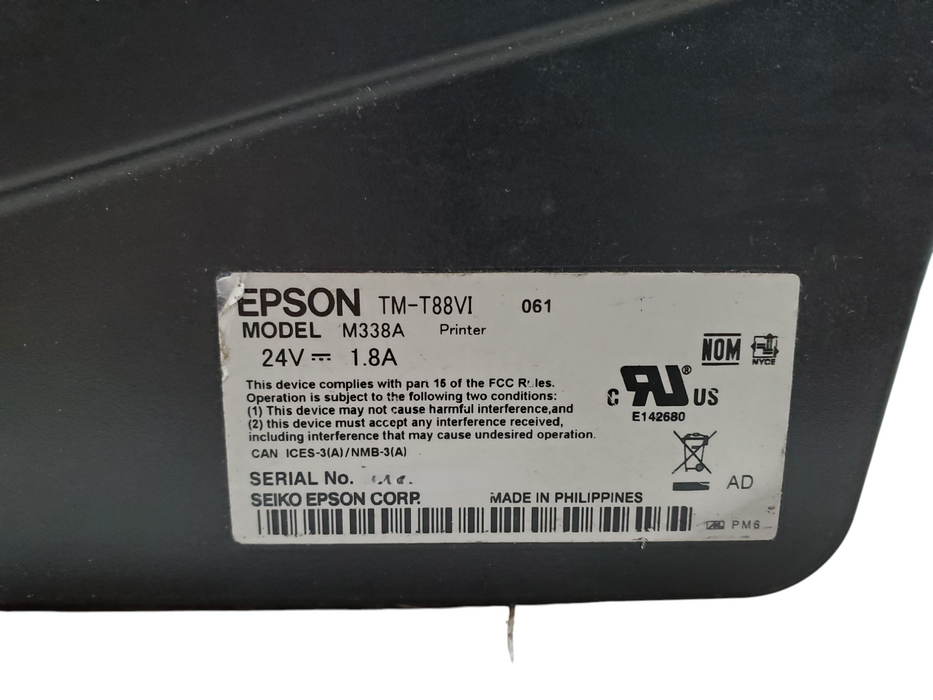 EPSON TM-T88VI 061
MODEL M338A Printer
24V ⎓ 1.8A
NOM NYCE
This device complies with part 15 of the FCC Rules.
Operation is subject to the following two conditions:
(1) This device may not cause harmful interference,and
(2) this device must accept any interference received,
including interference that may cause undesired operation.
C US ®
E142680
CAN ICES-3(A)/NMB-3(A)
SERIAL No.
AD
SEIKO EPSON CORP. MADE IN PHILIPPINES
PM6